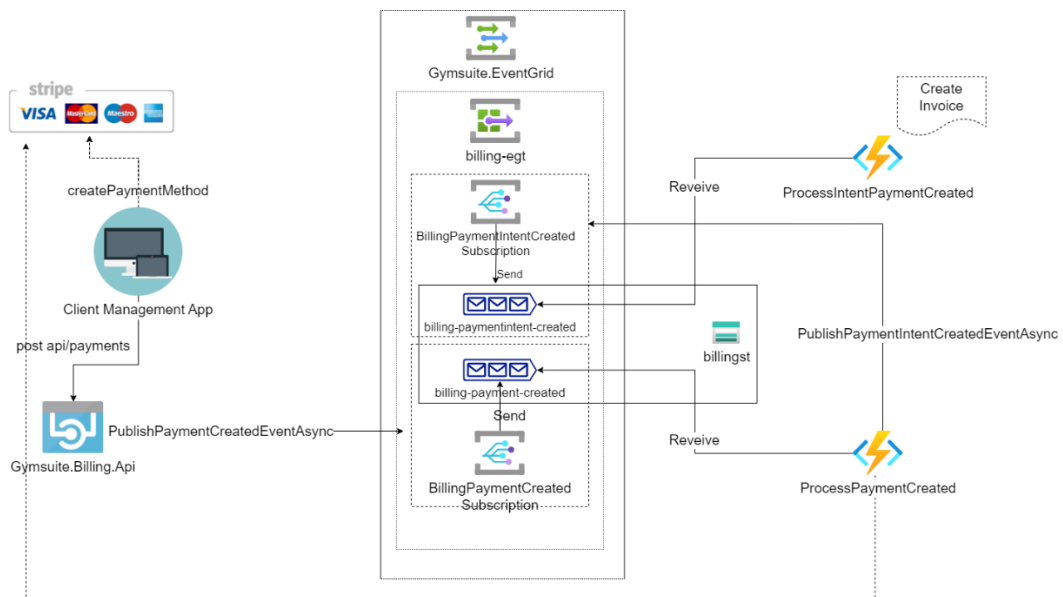 stripe
VISA
MasterCard
Maestro
createPaymentMethod
Client Management App
post api/payments
Gymsuite.Billing.Api
PublishPaymentCreatedEventAsync
Gymsuite.EventGrid
billing-egt
BillingPaymentIntentCreated
Subscription
Send
billing-paymentintent-created
billingst
billing-payment-created
Send
BillingPaymentCreated
Subscription
Create
Invoice
ProcessIntentPaymentCreated
Reveive
PublishPaymentIntentCreatedEventAsync
Reveive
ProcessPaymentCreated